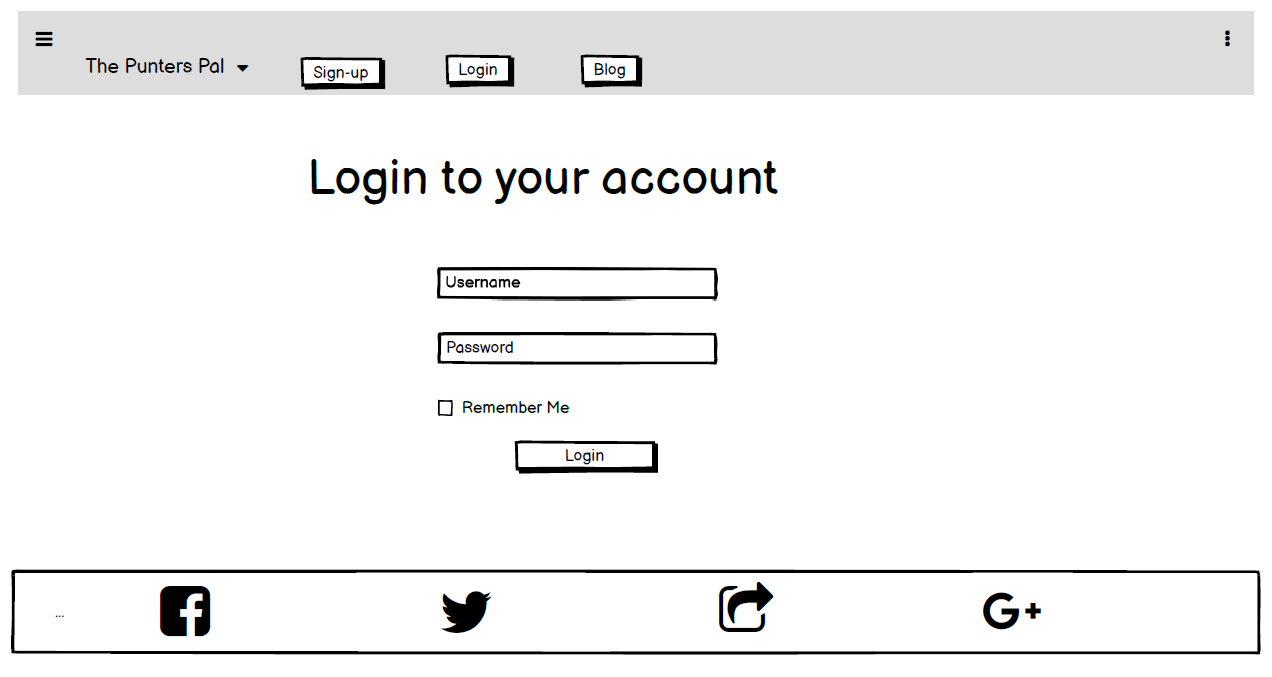 The Punters Pal
Sign-up
Login
Blog
Login to your account
Username
Password
Remember Me
Login
...
G+